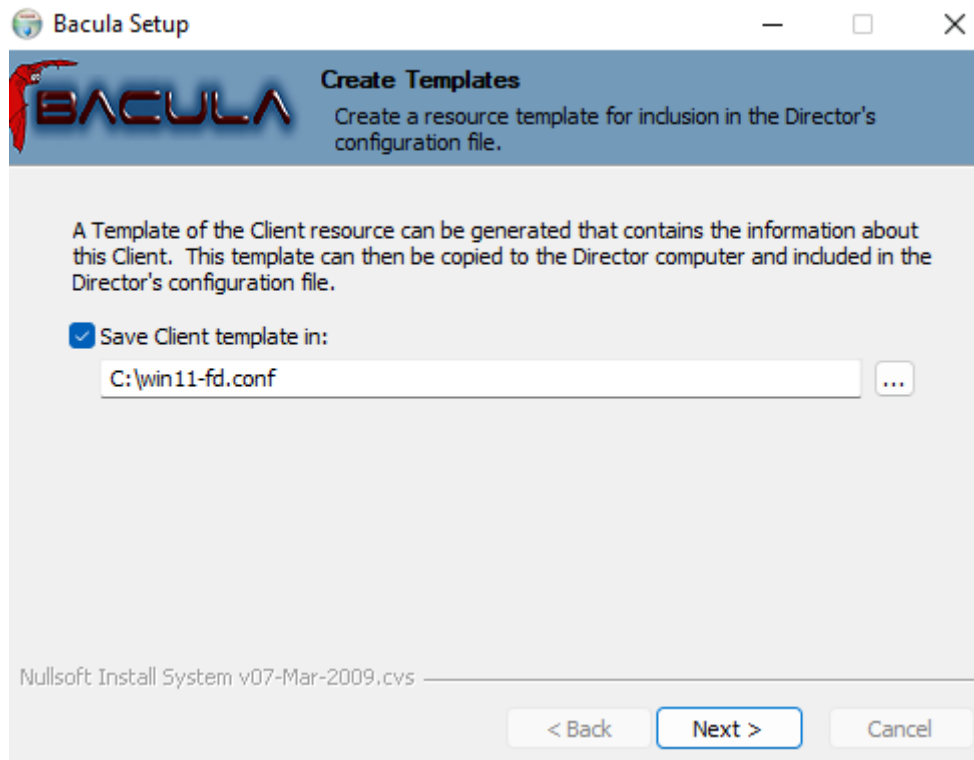 Bacula Setup
BACULA
Create Templates
Create a resource template for inclusion in the Director's
configuration file.
A Template of the Client resource can be generated that contains the information about
this Client.  This template can then be copied to the Director computer and included in the
Director's configuration file.
Save Client template in:
C:\win11-fd.conf
...
Nullsoft Install System v07-Mar-2009.cvs
< Back
Next >
Cancel